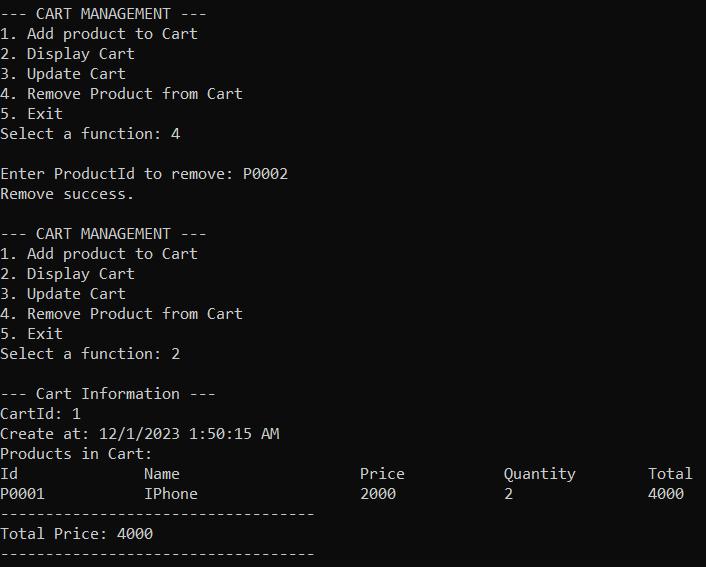 --- CART MANAGEMENT ---
1. Add product to Cart
2. Display Cart
3. Update Cart
4. Remove Product from Cart
5. Exit
Select a function: 4
Enter ProductId to remove: P0002
Remove success.
--- CART MANAGEMENT ---
1. Add product to Cart
2. Display Cart
3. Update Cart
4. Remove Product from Cart
5. Exit
Select a function: 2
--- Cart Information ---
CartId: 1
Create at: 12/1/2023 1:50:15 AM
Products in Cart:
Id Name Price Quantity Total
P0001 IPhone 2000 2 4000
-----------------------------------
Total Price: 4000
-----------------------------------